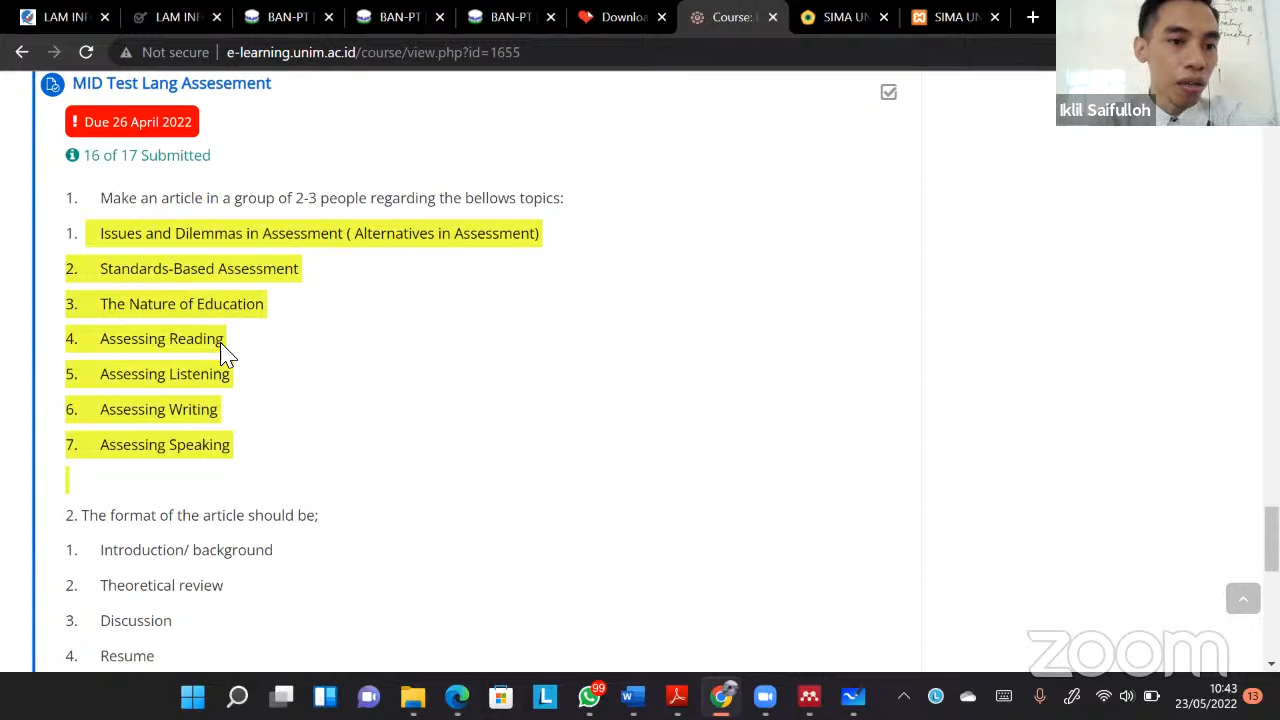 LAM INF
LAM INF
BAN-PT
BAN-PT
BAN-PT
Downloa
Course:
SIMA UN
SIMA UN
Not secure
e-learning.unim.ac.id/course/view.php?id=1655
MID Test Lang Assesement
Iklil Saifulloh
! Due 26 April 2022
16 of 17 Submitted
1. Make an article in a group of 2-3 people regarding the bellows topics:
1. Issues and Dilemmas in Assessment ( Alternatives in Assessment)
2. Standards-Based Assessment
3. The Nature of Education
4. Assessing Reading
5. Assessing Listening
6. Assessing Writing
7. Assessing Speaking
2. The format of the article should be;
1. Introduction/ background
2. Theoretical review
3. Discussion
4. Resume
zoom
99
10:43
23/05/2022
13